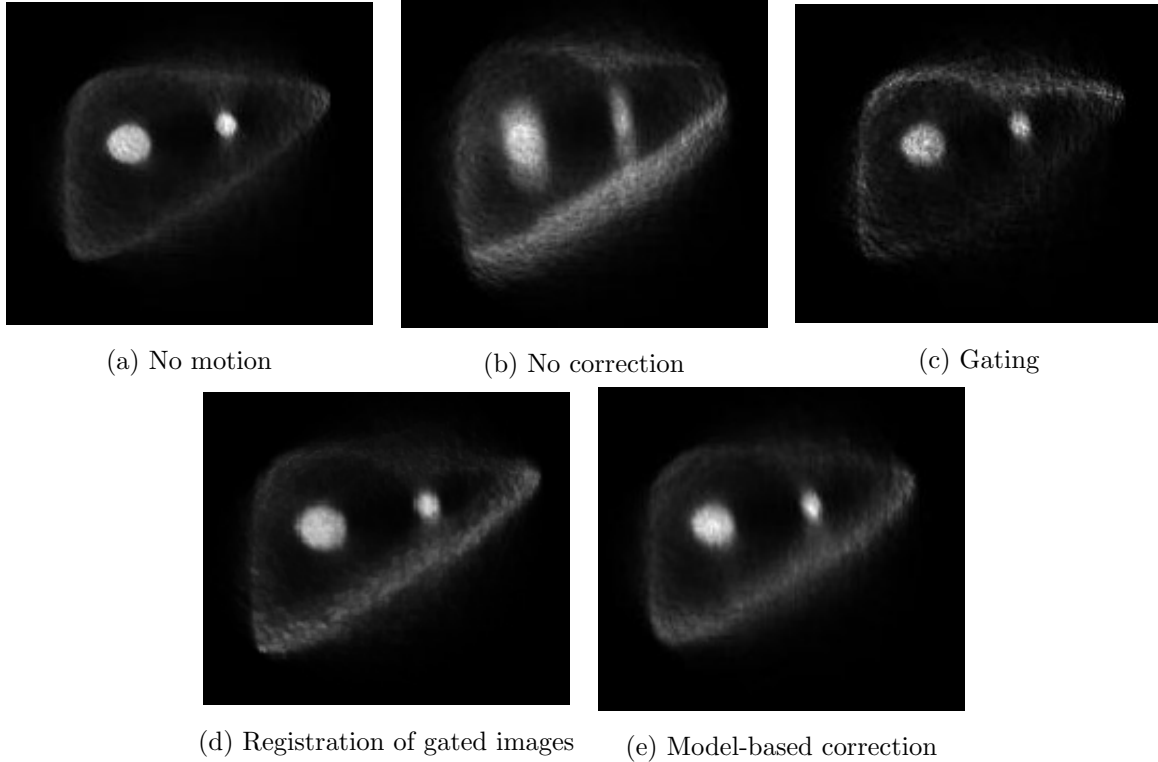 (a) No motion
(b) No correction
(c) Gating
(d) Registration of gated images
(e) Model-based correction